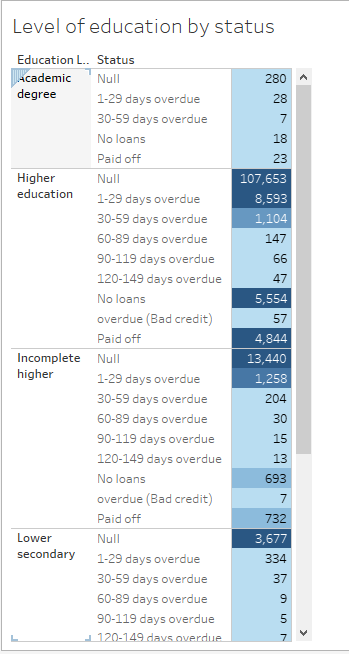 Level of education by status
Education L.. Status
Academic degree Null 280
1-29 days overdue 28
30-59 days overdue 7
No loans 18
Paid off 23
Higher education Null 107,653
1-29 days overdue 8,593
30-59 days overdue 1,104
60-89 days overdue 147
90-119 days overdue 66
120-149 days overdue 47
No loans 5,554
overdue (Bad credit) 57
Paid off 4,844
Incomplete higher Null 13,440
1-29 days overdue 1,258
30-59 days overdue 204
60-89 days overdue 30
90-119 days overdue 15
120-149 days overdue 13
No loans 693
overdue (Bad credit) 7
Paid off 732
Lower secondary Null 3,677
1-29 days overdue 334
30-59 days overdue 37
60-89 days overdue 9
90-119 days overdue 5
120-149 days overdue 7